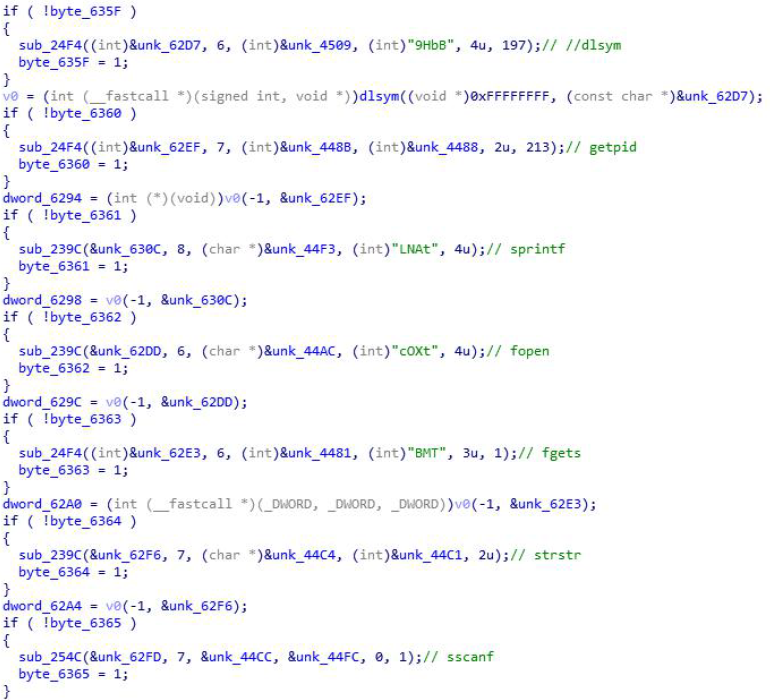 if ( !byte_635F )
{
  sub_24F4((int)&unk_62D7, 6, (int)&unk_4509, (int)"9HbB", 4u, 197);// //dlsym
  byte_635F = 1;
}
v0 = (int (__fastcall *)(signed int, void *))dlsym((void *)0xFFFFFFFF, (const char *)&unk_62D7);
if ( !byte_6360 )
{
  sub_24F4((int)&unk_62EF, 7, (int)&unk_448B, (int)&unk_4488, 2u, 213);// getpid
  byte_6360 = 1;
}
dword_6294 = (int (*)(void))v0(-1, &unk_62EF);
if ( !byte_6361 )
{
  sub_239C(&unk_630C, 8, (char *)&unk_44F3, (int)"LNAt", 4u);// sprintf
  byte_6361 = 1;
}
dword_6298 = v0(-1, &unk_630C);
if ( !byte_6362 )
{
  sub_239C(&unk_62DD, 6, (char *)&unk_44AC, (int)"cOXt", 4u);// fopen
  byte_6362 = 1;
}
dword_629C = v0(-1, &unk_62DD);
if ( !byte_6363 )
{
  sub_24F4((int)&unk_62E3, 6, (int)&unk_4481, (int)"BMT", 3u, 1);// fgets
  byte_6363 = 1;
}
dword_62A0 = (int (__fastcall *)(_DWORD, _DWORD, _DWORD))v0(-1, &unk_62E3);
if ( !byte_6364 )
{
  sub_239C(&unk_62F6, 7, (char *)&unk_44C4, (int)&unk_44C1, 2u);// strstr
  byte_6364 = 1;
}
dword_62A4 = v0(-1, &unk_62F6);
if ( !byte_6365 )
{
  sub_254C(&unk_62FD, 7, &unk_44CC, &unk_44FC, 0, 1);// sscanf
  byte_6365 = 1;
}